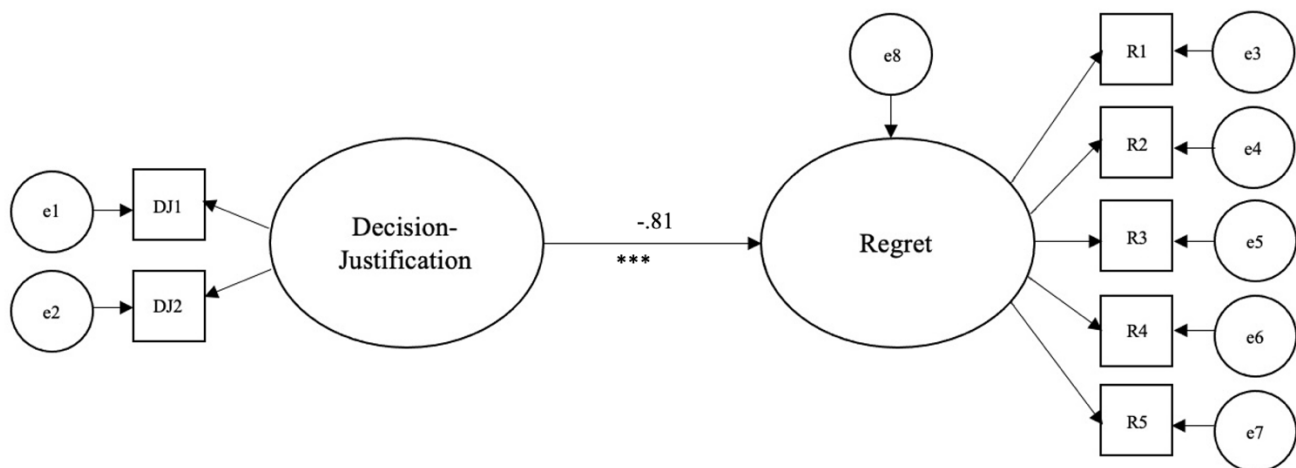 e8
R1
e3
R2
e4
e1
DJ1
Decision-
Justification
-.81
***
Regret
R3
e5
e2
DJ2
R4
e6
R5
e7